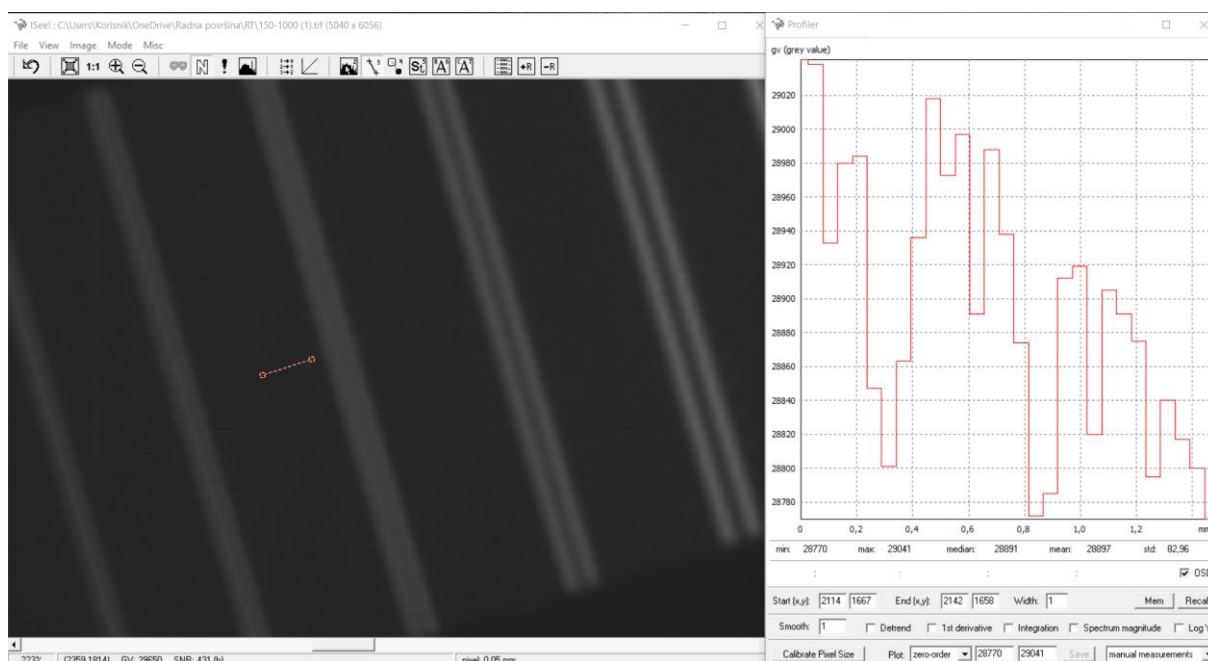 ISee! : C:\Users\Korisnik\OneDrive\Radna površina\RT\150-1000 (1).tif (5040 x 6056)
File View Image Mode Misc
1:1
223% (2359,1814) GV: 29650 SNR: 431 (h) pixel: 0.05 mm
Profiler
gv (grey value)
29020
29000
28980
28960
28940
28920
28900
28880
28860
28840
28820
28800
28780
0 0,2 0,4 0,6 0,8 1,0 1,2 mm
min: 28770 max: 29041 median: 28891 mean: 28897 std: 82,96
: : : :
Start (x,y): 2114 1667 End (x,y): 2142 1658 Width: 1 Mem Recall
Smooth: 1 Detrend 1st derivative Integration Spectrum magnitude
Calibrate Pixel Size Plot: zero-order 28770 29041 Save manual measurements